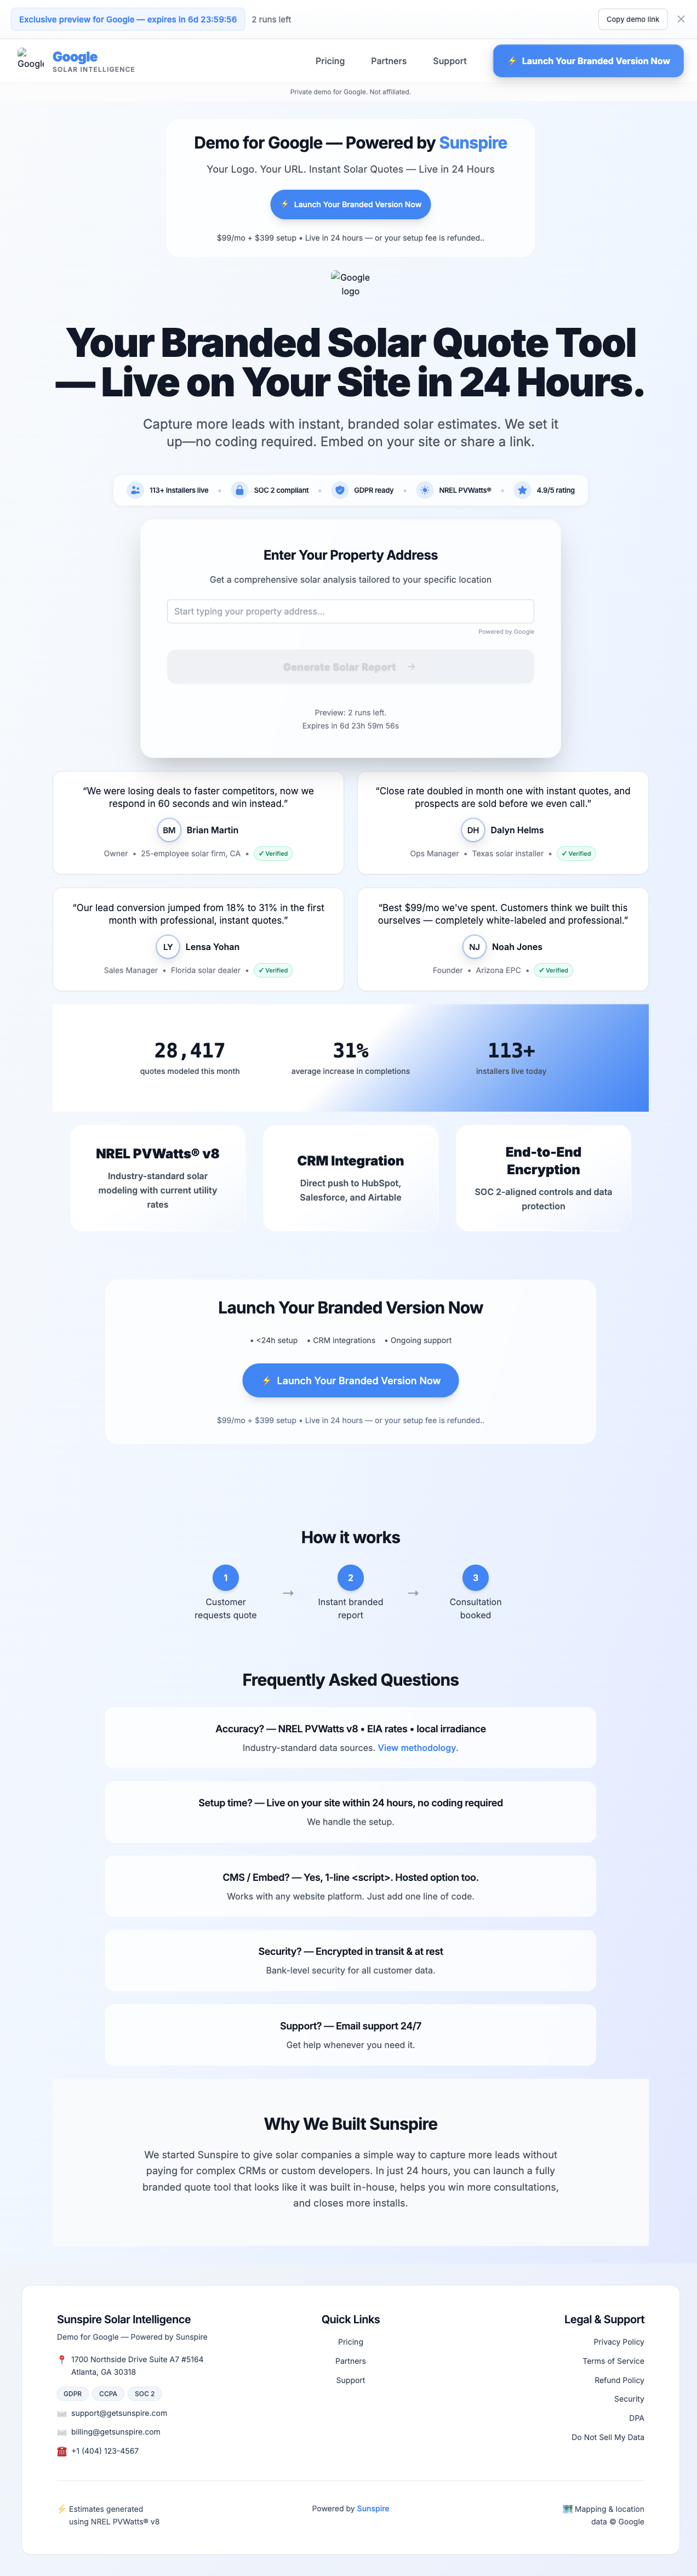 Exclusive preview for Google — expires in 6d 23:59:56
2 runs left
Copy demo link
Google
Google
SOLAR INTELLIGENCE
Pricing
Partners
Support
⚡ Launch Your Branded Version Now
Private demo for Google. Not affiliated.
Demo for Google — Powered by Sunspire
Your Logo. Your URL. Instant Solar Quotes — Live in 24 Hours
⚡ Launch Your Branded Version Now
$99/mo + $399 setup • Live in 24 hours — or your setup fee is refunded..
Google
logo
Your Branded Solar Quote Tool
— Live on Your Site in 24 Hours.
Capture more leads with instant, branded solar estimates. We set it
up—no coding required. Embed on your site or share a link.
113+ installers live • SOC 2 compliant • GDPR ready • NREL PVWatts® • 4.9/5 rating
Enter Your Property Address
Get a comprehensive solar analysis tailored to your specific location
Start typing your property address...
Powered by Google
Generate Solar Report →
Preview: 2 runs left.
Expires in 6d 23h 59m 56s
“We were losing deals to faster competitors, now we
respond in 60 seconds and win instead.”
BM Brian Martin
Owner • 25-employee solar firm, CA • ✓ Verified
“Close rate doubled in month one with instant quotes, and
prospects are sold before we even call.”
DH Dalyn Helms
Ops Manager • Texas solar installer • ✓ Verified
“Our lead conversion jumped from 18% to 31% in the first
month with professional, instant quotes.”
LY Lensa Yohan
Sales Manager • Florida solar dealer • ✓ Verified
“Best $99/mo we've spent. Customers think we built this
ourselves — completely white-labeled and professional.”
NJ Noah Jones
Founder • Arizona EPC • ✓ Verified
28,417
quotes modeled this month
31%
average increase in completions
113+
installers live today
NREL PVWatts® v8
Industry-standard solar
modeling with current utility
rates
CRM Integration
Direct push to HubSpot,
Salesforce, and Airtable
End-to-End
Encryption
SOC 2-aligned controls and data
protection
Launch Your Branded Version Now
• <24h setup • CRM integrations • Ongoing support
⚡ Launch Your Branded Version Now
$99/mo + $399 setup • Live in 24 hours — or your setup fee is refunded..
How it works
1
Customer
requests quote
→
2
Instant branded
report
→
3
Consultation
booked
Frequently Asked Questions
Accuracy? — NREL PVWatts v8 • EIA rates • local irradiance
Industry-standard data sources. View methodology.
Setup time? — Live on your site within 24 hours, no coding required
We handle the setup.
CMS / Embed? — Yes, 1-line <script>. Hosted option too.
Works with any website platform. Just add one line of code.
Security? — Encrypted in transit & at rest
Bank-level security for all customer data.
Support? — Email support 24/7
Get help whenever you need it.
Why We Built Sunspire
We started Sunspire to give solar companies a simple way to capture more leads without
paying for complex CRMs or custom developers. In just 24 hours, you can launch a fully
branded quote tool that looks like it was built in-house, helps you win more consultations,
and closes more installs.
Sunspire Solar Intelligence
Demo for Google — Powered by Sunspire
1700 Northside Drive Suite A7 #5164
Atlanta, GA 30318
GDPR
CCPA
SOC 2
support@getsunspire.com
billing@getsunspire.com
+1 (404) 123-4567
Quick Links
Pricing
Partners
Support
Legal & Support
Privacy Policy
Terms of Service
Refund Policy
Security
DPA
Do Not Sell My Data
⚡ Estimates generated
using NREL PVWatts® v8
Powered by Sunspire
Mapping & location
data © Google